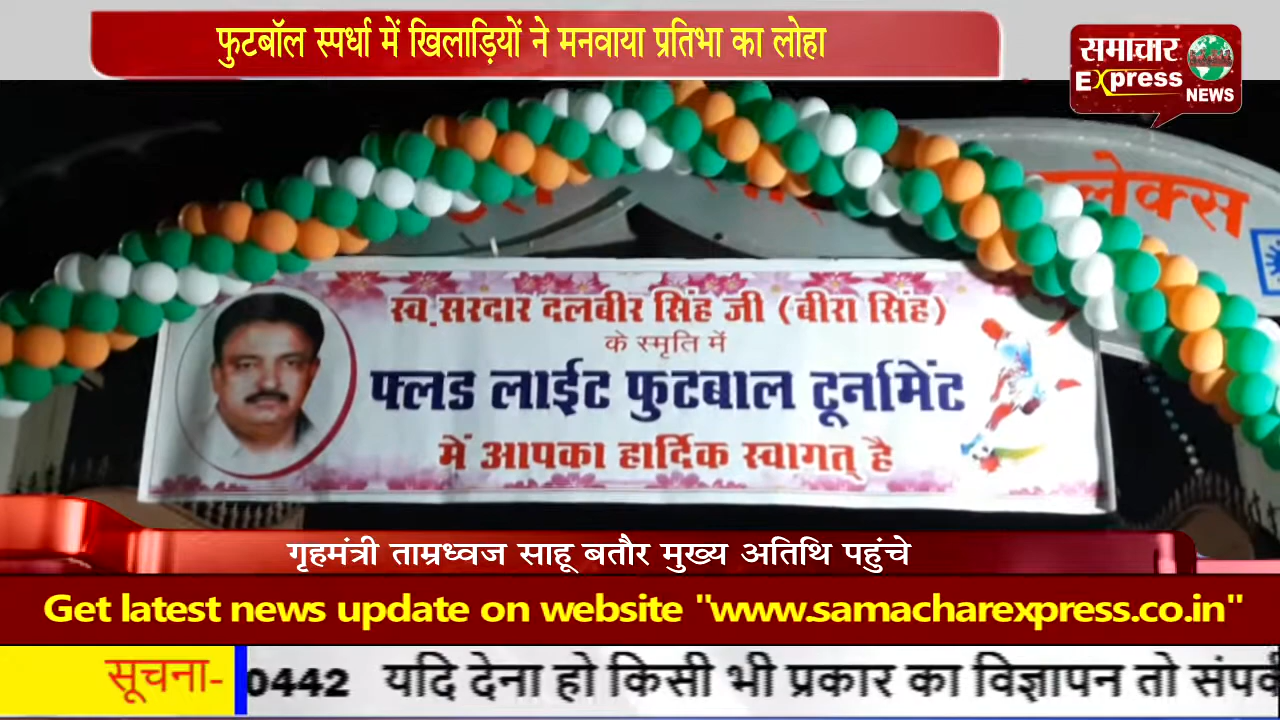 फुटबॉल स्पर्धा में खिलाड़ियों ने मनवाया प्रतिभा का लोहा
समाचार
Express
NEWS
लेक्स
स्व.सरदार दलबीर सिंह जी (बीरा सिंह)
के स्मृति में
फ्लड लाईट फुटबाल टूर्नामेंट
में आपका हार्दिक स्वागत् है
गृहमंत्री ताम्रध्वज साहू बतौर मुख्य अतिथि पहुंचे
Get latest news update on website "www.samacharexpress.co.in"
सूचना- 0442 यदि देना हो किसी भी प्रकार का विज्ञापन तो संपर्क